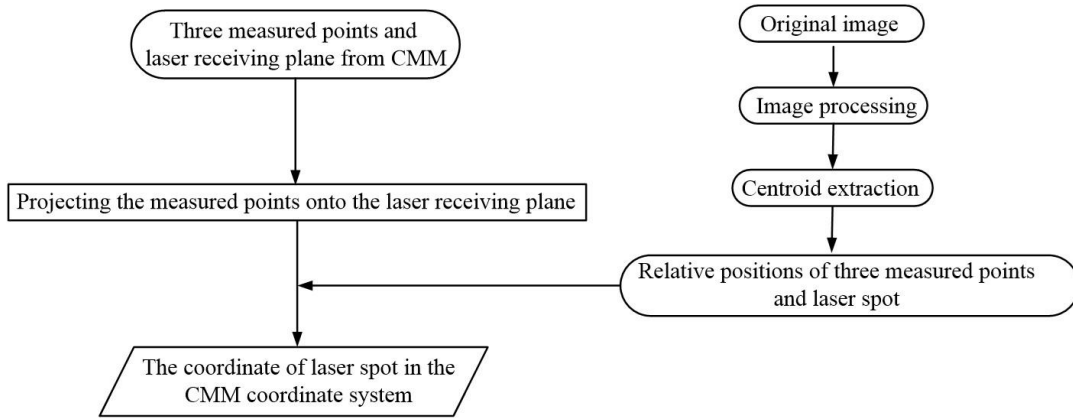 Three measured points and
laser receiving plane from CMM
Projecting the measured points onto the laser receiving plane
Original image
Image processing
Centroid extraction
Relative positions of three measured points
and laser spot
The coordinate of laser spot in the
CMM coordinate system